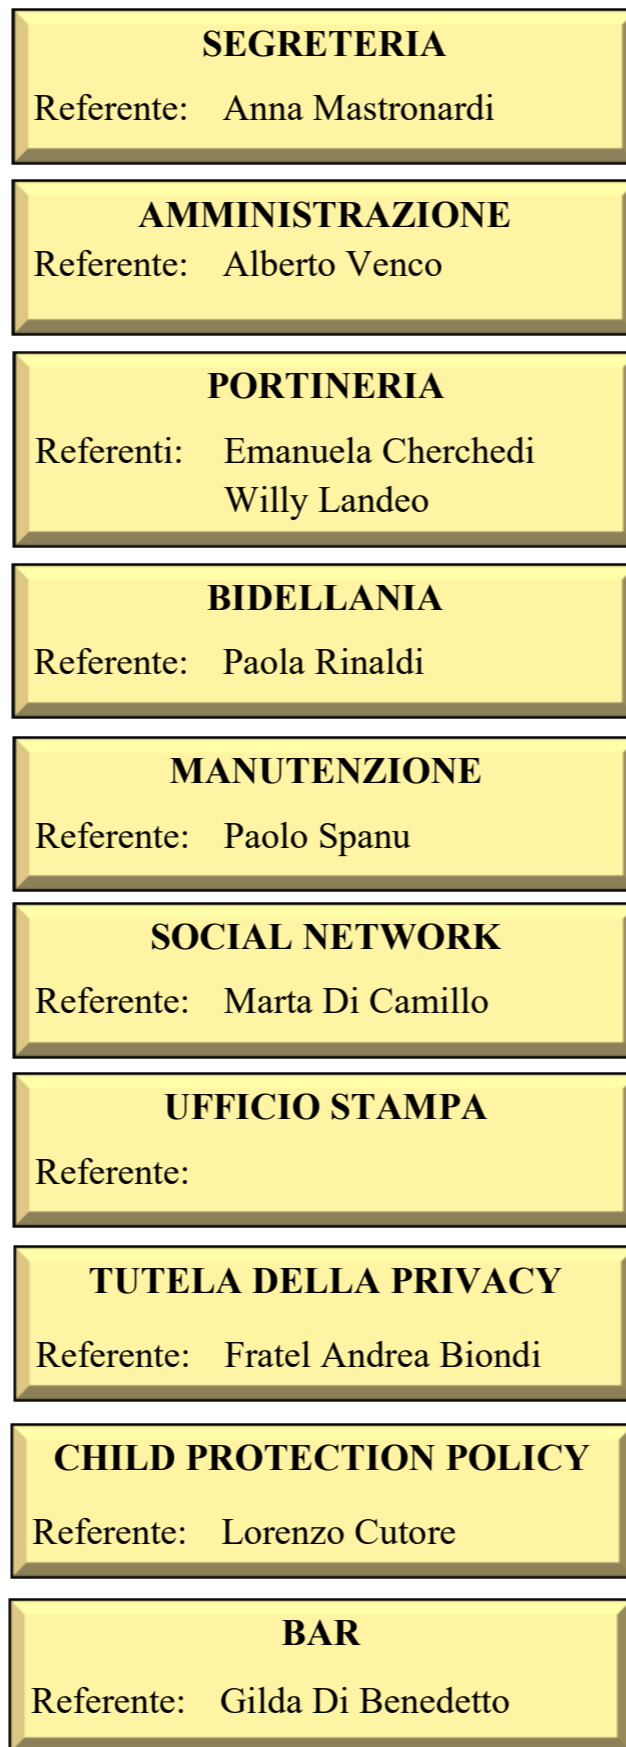 SEGRETERIA
Referente: Anna Mastronardi
AMMINISTRAZIONE
Referente: Alberto Venco
PORTINERIA
Referenti: Emanuela Cherchedi
Willy Landeo
BIDELLANIA
Referente: Paola Rinaldi
MANUTENZIONE
Referente: Paolo Spanu
SOCIAL NETWORK
Referente: Marta Di Camillo
UFFICIO STAMPA
Referente:
TUTELA DELLA PRIVACY
Referente: Fratel Andrea Biondi
CHILD PROTECTION POLICY
Referente: Lorenzo Cutore
BAR
Referente: Gilda Di Benedetto